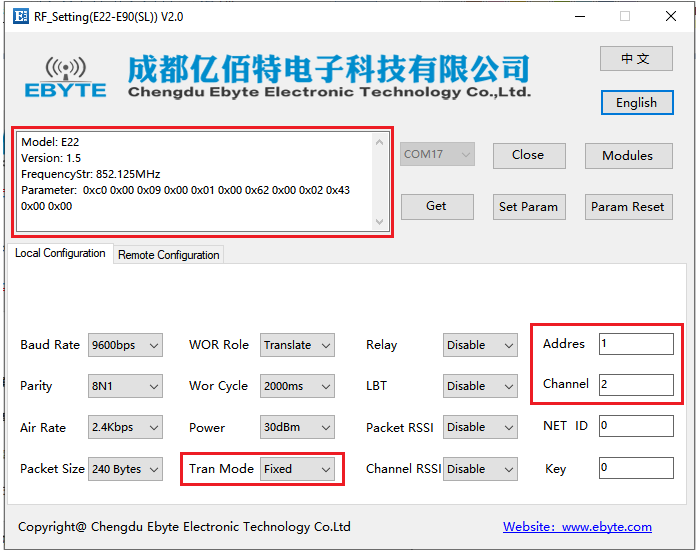 RF_Setting(E22-E90(SL)) V2.0
EBYTE
成都亿佰特电子科技有限公司
Chengdu Ebyte Electronic Technology Co.,Ltd.
中 文
English
Model: E22
Version: 1.5
FrequencyStr: 852.125MHz
Parameter: 0xc0 0x00 0x09 0x00 0x01 0x00 0x62 0x00 0x02 0x43
0x00 0x00
COM17 Close Modules
Get Set Param Param Reset
Local Configuration Remote Configuration
Baud Rate 9600bps WOR Role Translate Relay Disable Addres 1
Parity 8N1 Wor Cycle 2000ms LBT Disable Channel 2
Air Rate 2.4Kbps Power 30dBm Packet RSSI Disable NET ID 0
Packet Size 240 Bytes Tran Mode Fixed Channel RSSI Disable Key 0
Copyright@ Chengdu Ebyte Electronic Technology Co.Ltd Website：www.ebyte.com